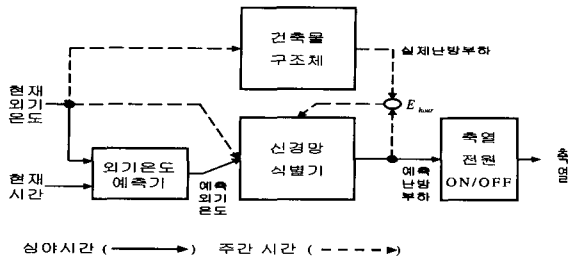 건축물
구조체
실제난방부하
현재
외기
온도
E hour
신경망
식별기
외기온도
예측기
현재
시간
예측
외기
온도
예측
난방
부하
축열
전원
ON/OFF
축열
심야시간 ( ) 주간 시간 ( )